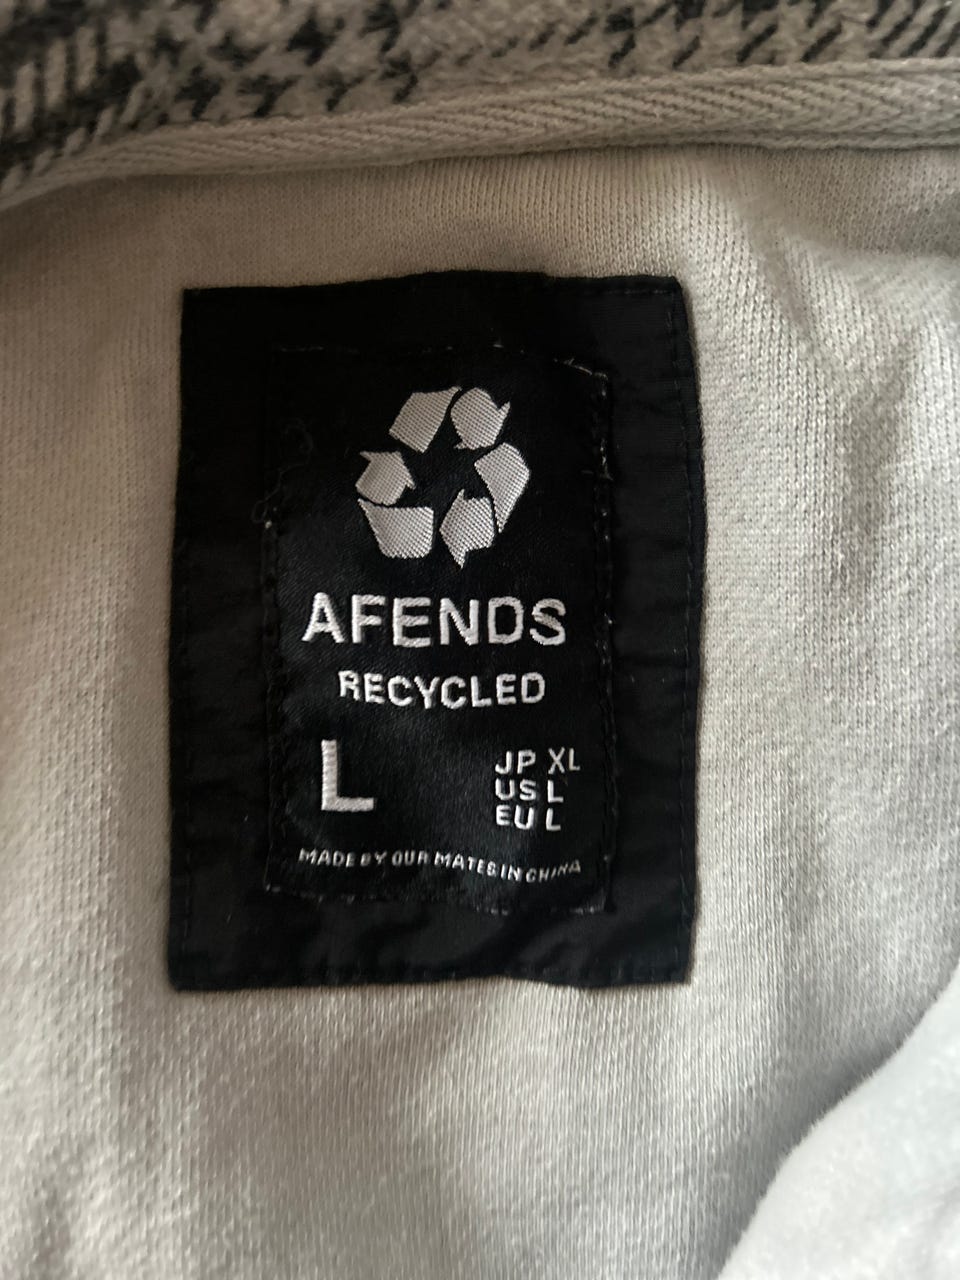 AFENDS
RECYCLED
L
JP XL
US L
EU L
MADE BY OUR MATES IN CHINA